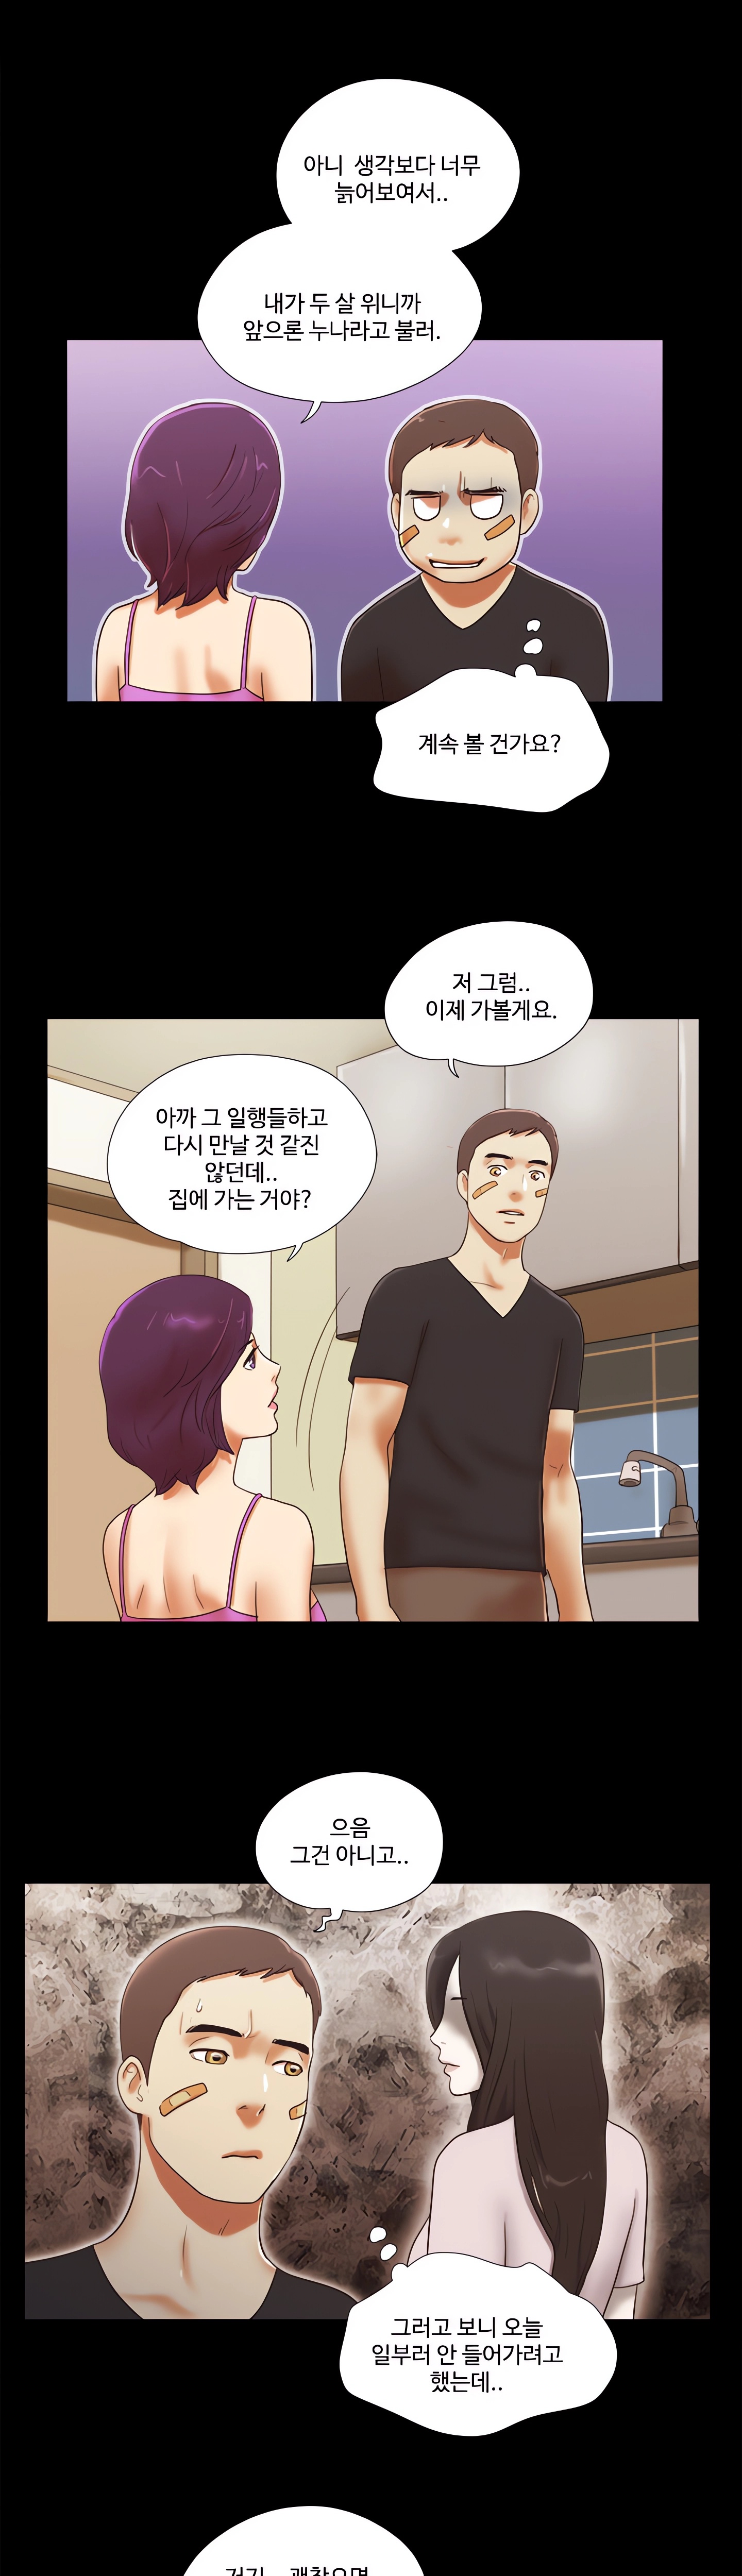 아니 생각보다 너무
늙어보여서..
내가 두 살 위니까
앞으론 누나라고 불러.
계속 볼 건가요?
저 그럼..
이제 가볼게요.
아까 그 일행들하고
다시 만날 것 같진
않던데..
집에 가는 거야?
으음
그건 아니고..
그러고 보니 오늘
일부러 안 들어가려고
했는데..